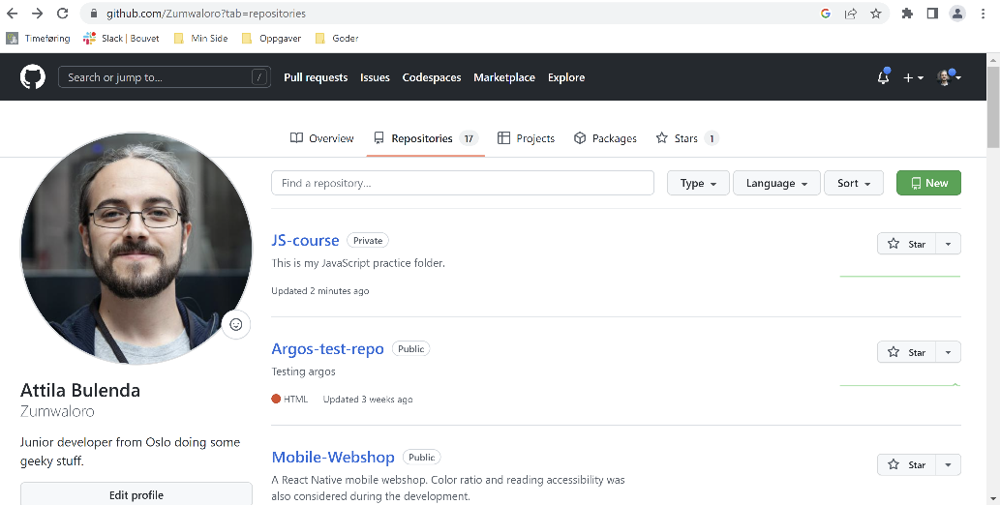 github.com/Zumwaloro?tab=repositories
Timeføring Slack | Bouvet Min Side Oppgaver Goder
Search or jump to... / Pull requests Issues Codespaces Marketplace Explore
Overview Repositories 17 Projects Packages Stars 1
Find a repository... Type Language Sort New
JS-course Private Star
This is my JavaScript practice folder.
Updated 2 minutes ago
Argos-test-repo Public Star
Testing argos
HTML Updated 3 weeks ago
Attila Bulenda
Zumwaloro
Junior developer from Oslo doing some
geeky stuff.
Edit profile
Mobile-Webshop Public Star
A React Native mobile webshop. Color ratio and reading accessibility was
also considered during the development.